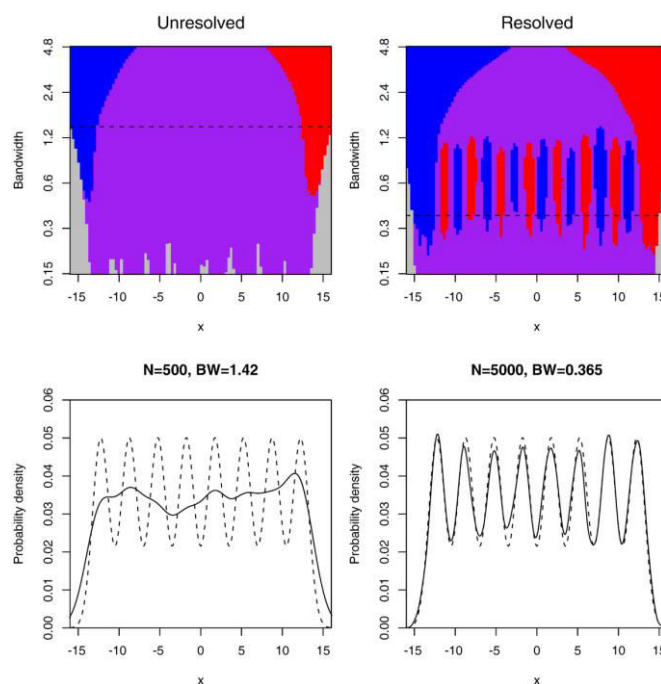 Unresolved
Resolved
Bandwidth
4.8
2.4
1.2
0.6
0.3
0.15
-15 -10 -5 0 5 10 15
x
Bandwidth
4.8
2.4
1.2
0.6
0.3
0.15
-15 -10 -5 0 5 10 15
x
N=500, BW=1.42
Probability density
0.06
0.05
0.04
0.03
0.02
0.01
0.00
-15 -10 -5 0 5 10 15
x
N=5000, BW=0.365
Probability density
0.06
0.05
0.04
0.03
0.02
0.01
0.00
-15 -10 -5 0 5 10 15
x